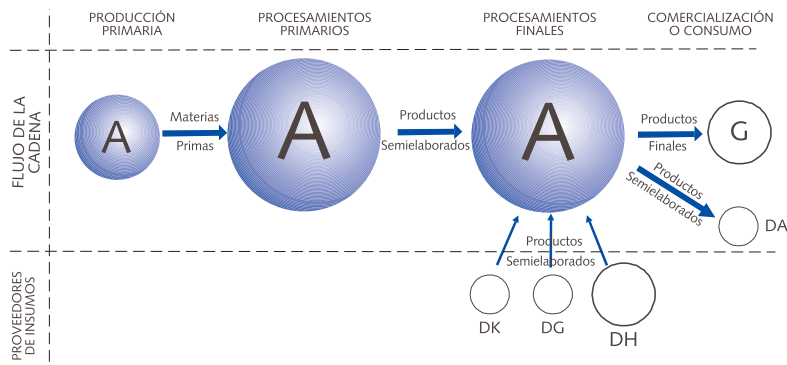 PRODUCCIÓN
PRIMARIA
PROCESAMIENTOS
PRIMARIOS
PROCESAMIENTOS
FINALES
COMERCIALIZACIÓN
O CONSUMO
FLUJO DE LA
CADENA
A
Materias
Primas
A
Productos
Semielaborados
A
Productos
Finales
G
Productos
Semielaborados
DA
PROVEEDORES
DE INSUMOS
Productos
Semielaborados
DK
DG
DH